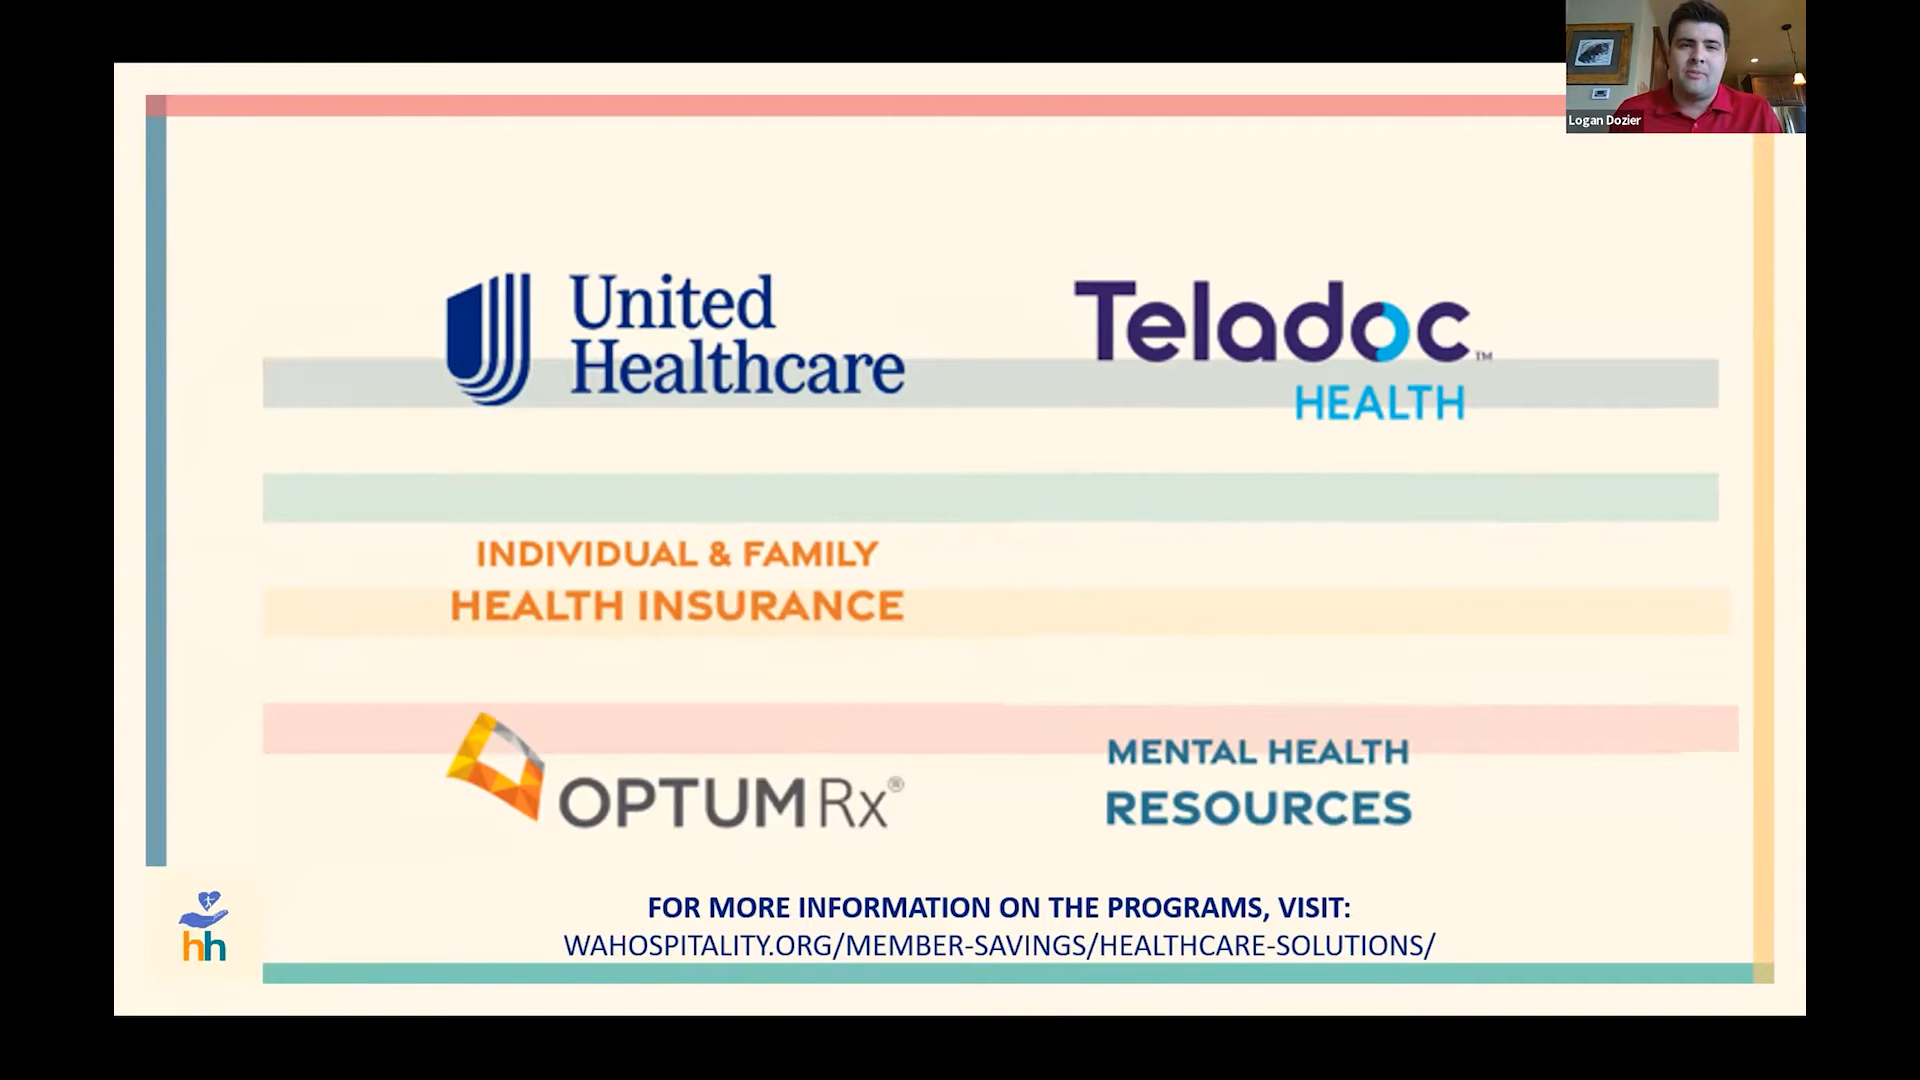 Logan Dozier
United
Healthcare
Teladoc™
HEALTH
INDIVIDUAL & FAMILY
HEALTH INSURANCE
OPTUM Rx®
MENTAL HEALTH
RESOURCES
FOR MORE INFORMATION ON THE PROGRAMS, VISIT:
WAHOSPITALITY.ORG/MEMBER-SAVINGS/HEALTHCARE-SOLUTIONS/
hh